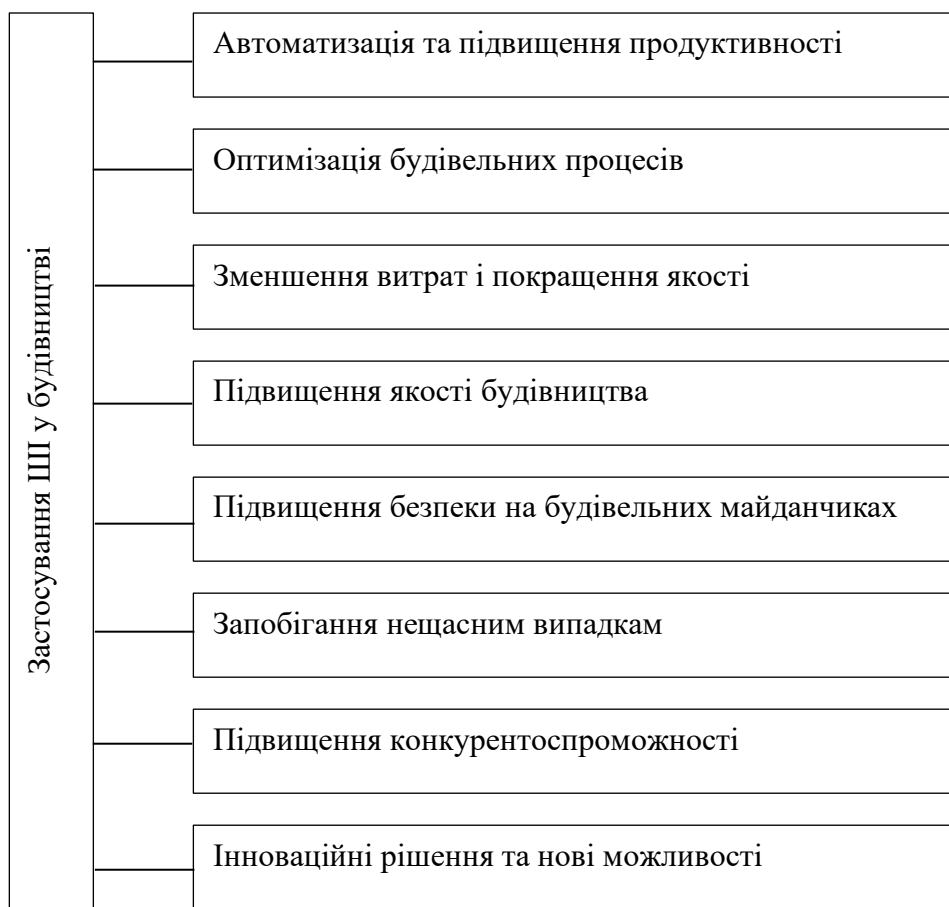 Застосування ШІ у будівництві
Автоматизація та підвищення продуктивності
Оптимізація будівельних процесів
Зменшення витрат і покращення якості
Підвищення якості будівництва
Підвищення безпеки на будівельних майданчиках
Запобігання нещасним випадкам
Підвищення конкурентоспроможності
Інноваційні рішення та нові можливості